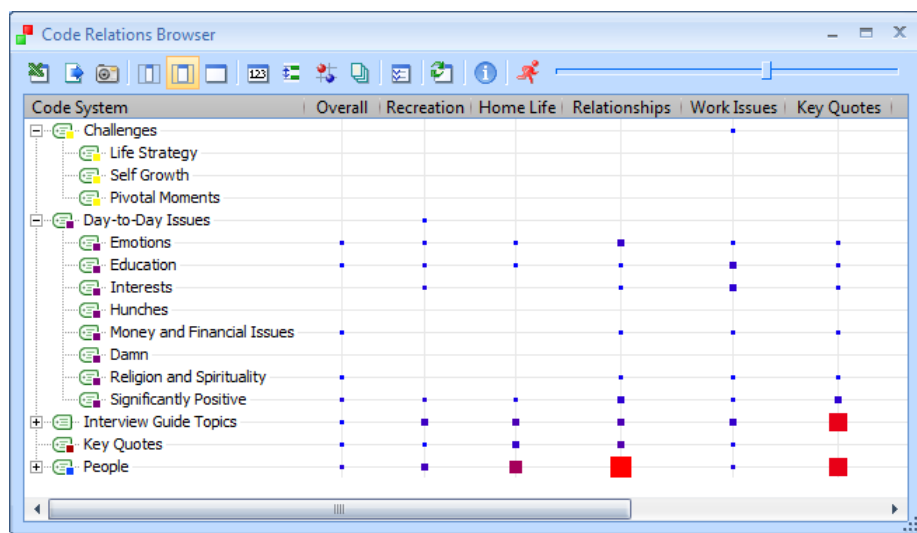 Code Relations Browser
123
Code System Overall Recreation Home Life Relationships Work Issues Key Quotes
Challenges
Life Strategy
Self Growth
Pivotal Moments
Day-to-Day Issues
Emotions
Education
Interests
Hunches
Money and Financial Issues
Damn
Religion and Spirituality
Significantly Positive
Interview Guide Topics
Key Quotes
People